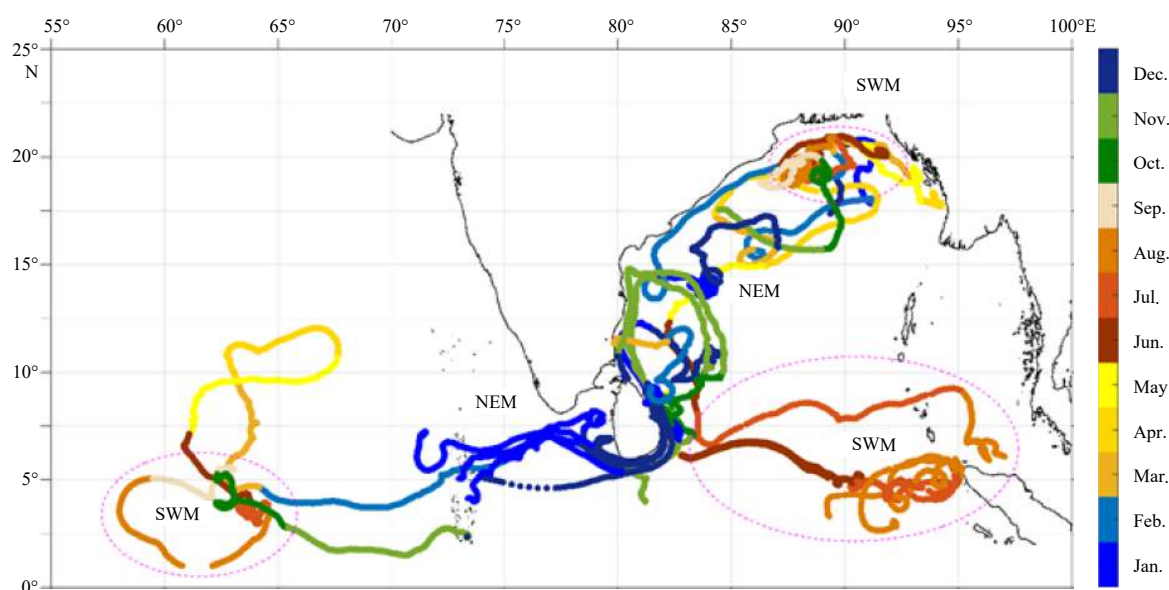 55° 60° 65° 70° 75° 80° 85° 90° 95° 100°E
25°
N
20°
15°
10°
5°
0°
SWM
NEM
NEM
SWM
SWM
Dec.
Nov.
Oct.
Sep.
Aug.
Jul.
Jun.
May
Apr.
Mar.
Feb.
Jan.